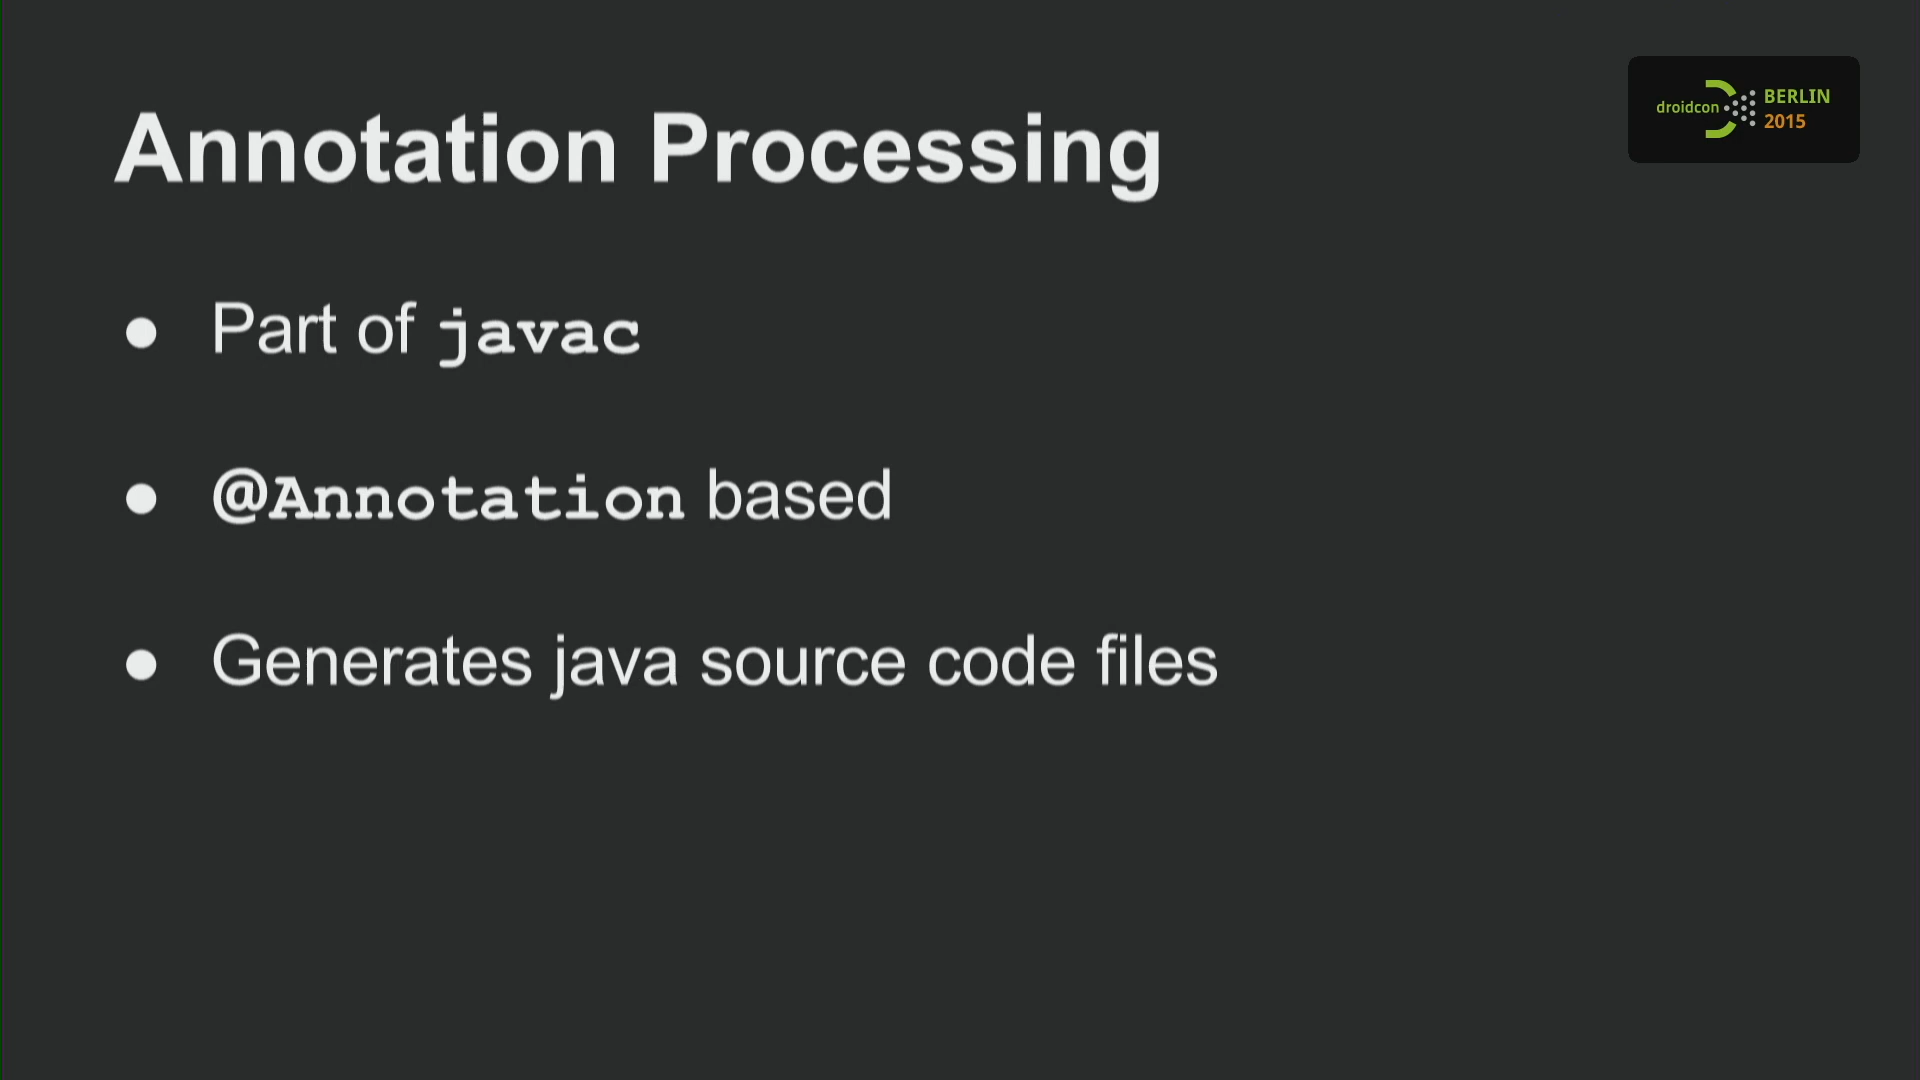 Annotation Processing
droidcon
BERLIN
2015
● Part of javac
● @Annotation based
● Generates java source code files